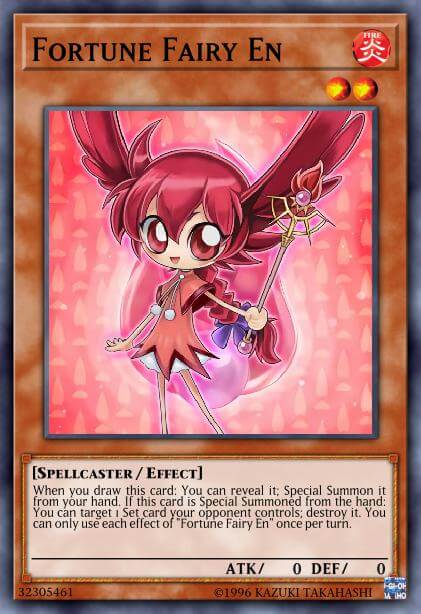 FORTUNE FAIRY EN
FIRE
炎
[SPELLCASTER / EFFECT]
When you draw this card: You can reveal it; Special Summon it
from your hand. If this card is Special Summoned from the hand:
You can target 1 Set card your opponent controls; destroy it. You
can only use each effect of "Fortune Fairy En" once per turn.
ATK/ 0 DEF/ 0
32305461
©1996 KAZUKI TAKAHASHI